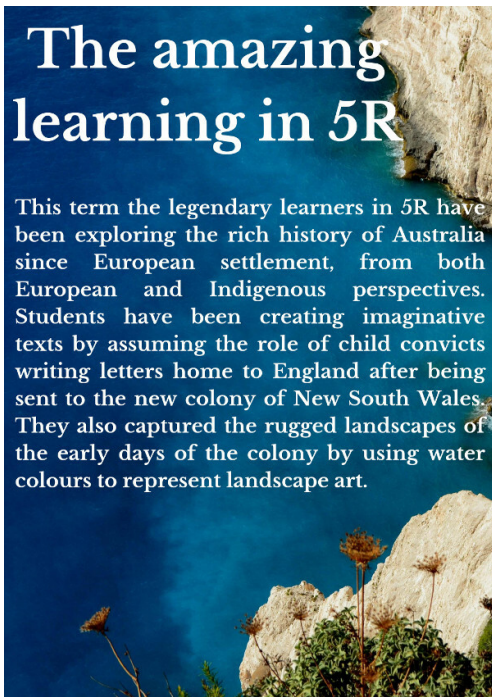 The amazing
learning in 5R
This term the legendary learners in 5R have
been exploring the rich history of Australia
since European settlement, from both
European and Indigenous perspectives.
Students have been creating imaginative
texts by assuming the role of child convicts
writing letters home to England after being
sent to the new colony of New South Wales.
They also captured the rugged landscapes of
the early days of the colony by using water
colours to represent landscape art.